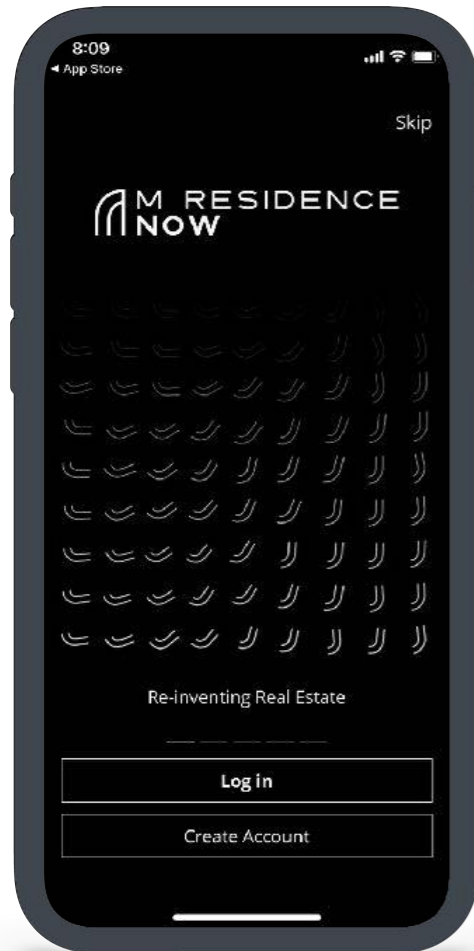 8:09
◄ App Store
Skip
M RESIDENCE
NOW
Re-inventing Real Estate
Log in
Create Account